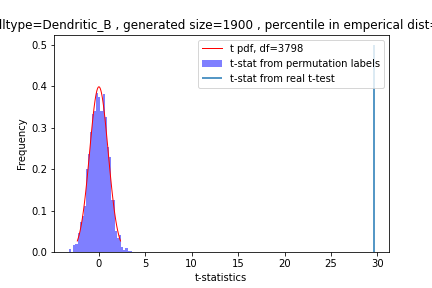 lltype=Dendritic_B , generated size=1900 , percentile in emperical dist=
t pdf, df=3798
t-stat from permutation labels
t-stat from real t-test
0.5
0.4
0.3
0.2
0.1
0.0
Frequency
0
5
10
15
20
25
30
t-statistics